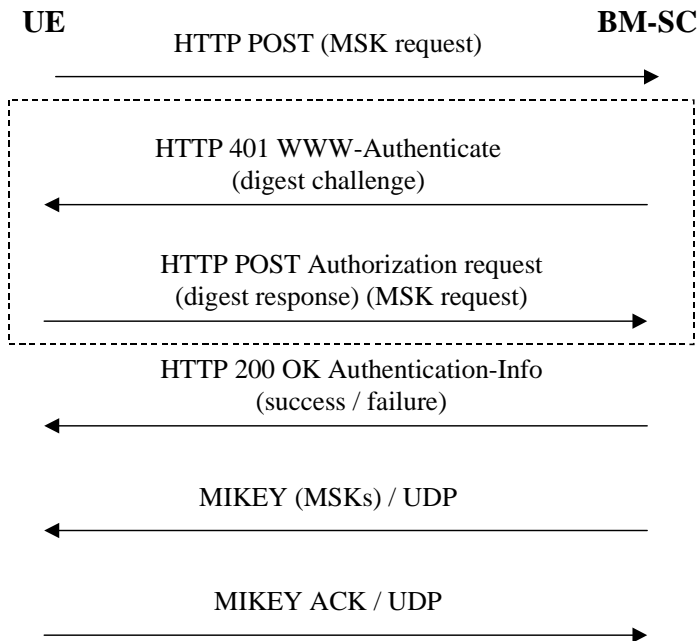 UE
BM-SC
HTTP POST (MSK request)
HTTP 401 WWW-Authenticate
(digest challenge)
HTTP POST Authorization request
(digest response) (MSK request)
HTTP 200 OK Authentication-Info
(success / failure)
MIKEY (MSKs) / UDP
MIKEY ACK / UDP